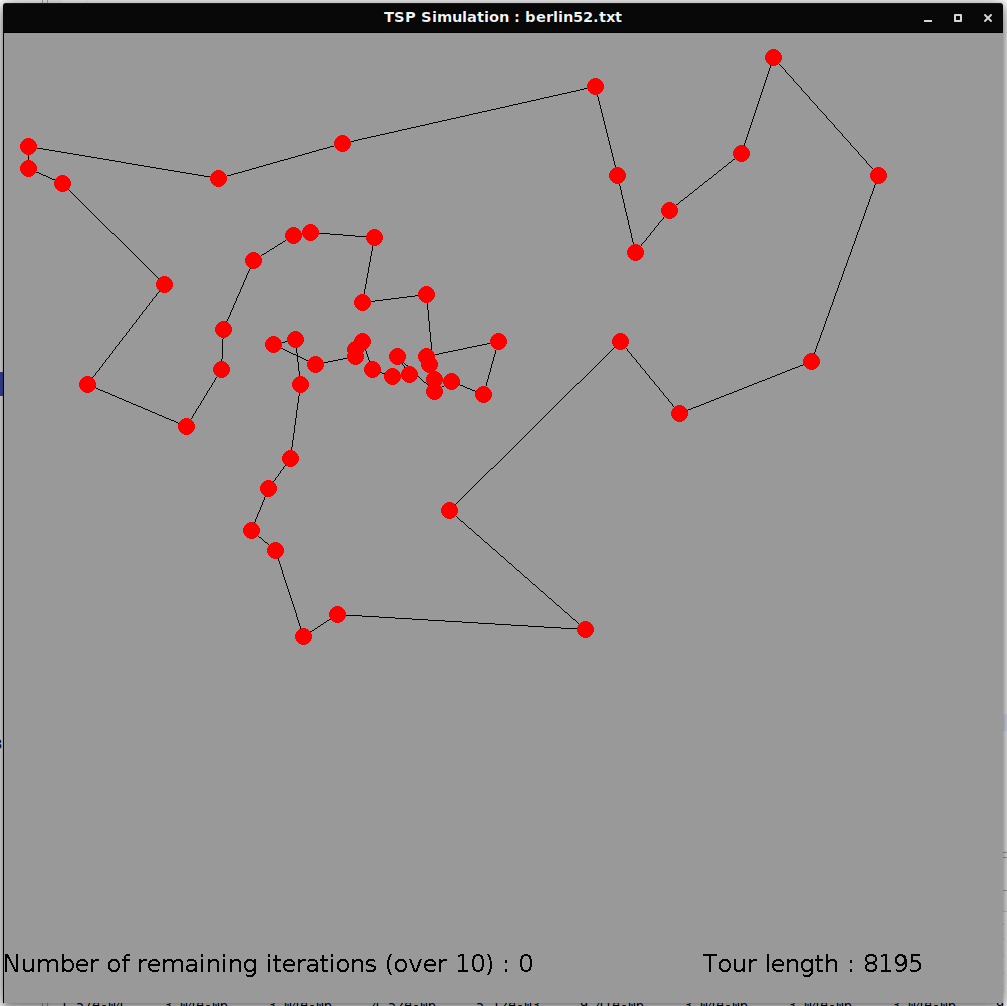 TSP Simulation : berlin52.txt
Number of remaining iterations (over 10) : 0
Tour length : 8195